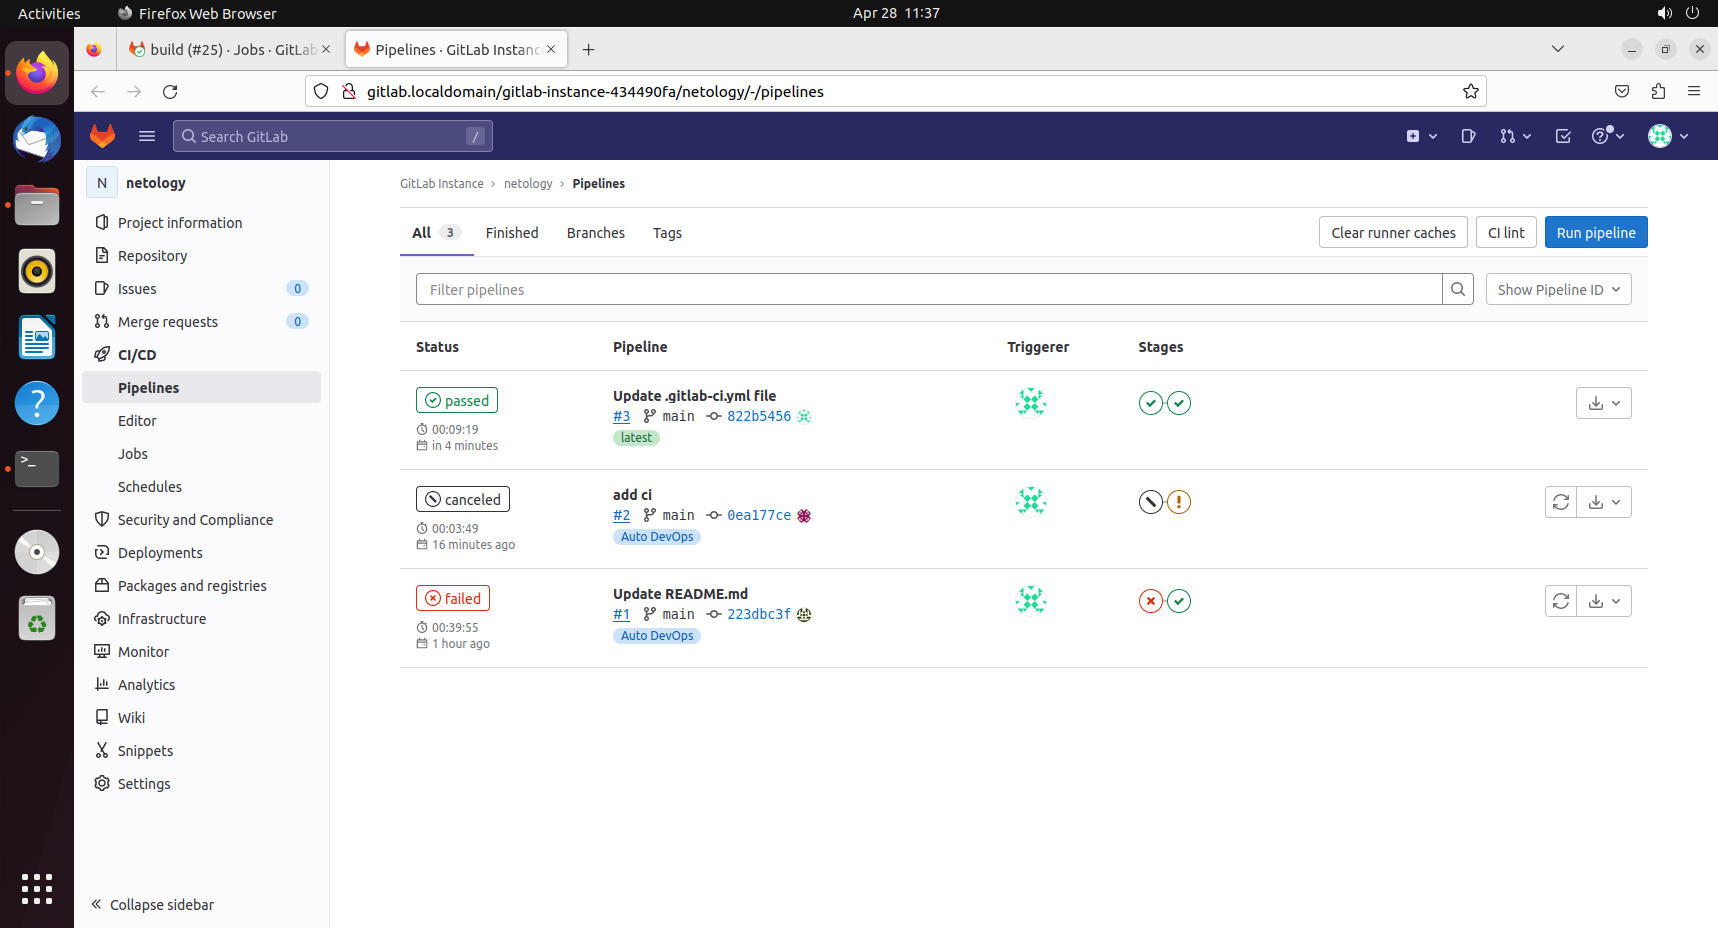 Activities
Firefox Web Browser
Apr 28 11:37
build (#25) · Jobs · GitLab
Pipelines · GitLab Instanc
gitlab.localdomain/gitlab-instance-434490fa/netology/-/pipelines
Search GitLab
/
N netology
Project information
Repository
Issues 0
Merge requests 0
CI/CD
Pipelines
Editor
Jobs
Schedules
Security and Compliance
Deployments
Packages and registries
Infrastructure
Monitor
Analytics
Wiki
Snippets
Settings
Collapse sidebar
GitLab Instance › netology › Pipelines
All 3 Finished Branches Tags
Clear runner caches CI lint Run pipeline
Filter pipelines
Show Pipeline ID
Status Pipeline Triggerer Stages
passed
00:09:19
in 4 minutes
Update .gitlab-ci.yml file
#3 main 822b5456
latest
canceled
00:03:49
16 minutes ago
add ci
#2 main 0ea177ce
Auto DevOps
failed
00:39:55
1 hour ago
Update README.md
#1 main 223dbc3f
Auto DevOps